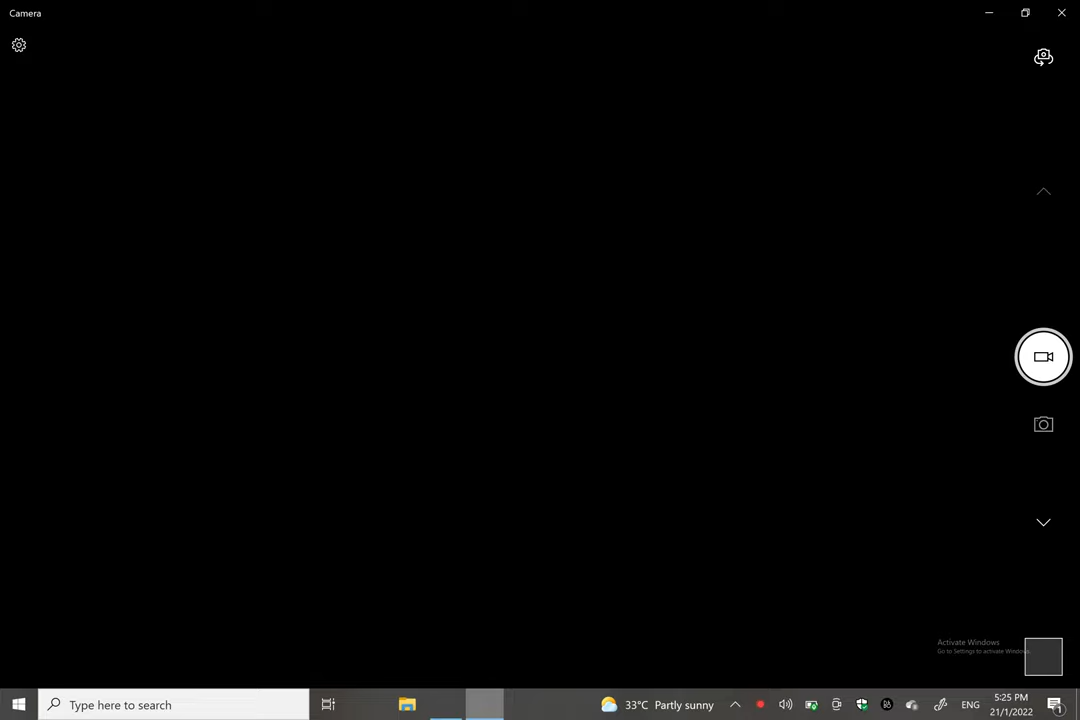 Camera
Activate Windows
Go to Settings to activate Windows.
Type here to search
33°C Partly sunny
ENG
5:25 PM
21/1/2022
1